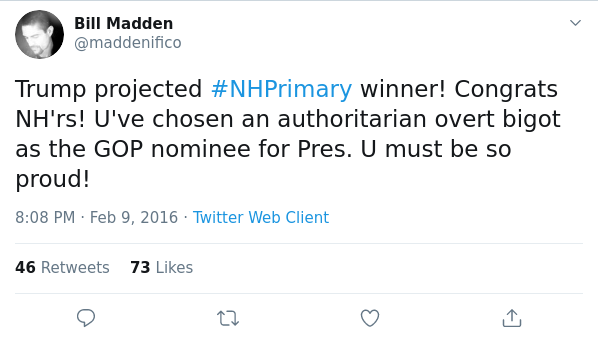 Bill Madden
@maddenifico
Trump projected #NHPrimary winner! Congrats
NH'rs! U've chosen an authoritarian overt bigot
as the GOP nominee for Pres. U must be so
proud!
8:08 PM · Feb 9, 2016 · Twitter Web Client
46 Retweets 73 Likes